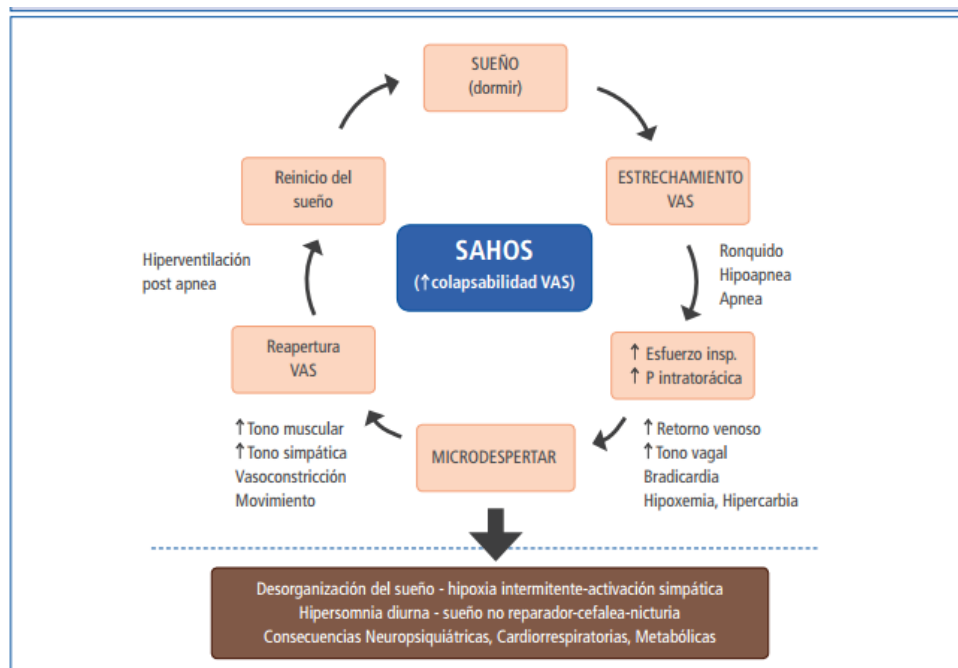 SUEÑO
(dormir)
ESTRECHAMIENTO
VAS
Ronquido
Hipoapnea
Apnea
↑ Esfuerzo insp.
↑ P intratorácica
↑ Retorno venoso
↑ Tono vagal
Bradicardia
Hipoxemia, Hipercarbia
MICRODESPERTAR
↑ Tono muscular
↑ Tono simpática
Vasoconstricción
Movimiento
Reapertura
VAS
Hiperventilación
post apnea
Reinicio del
sueño
SAHOS
(↑colapsabilidad VAS)
Desorganización del sueño - hipoxia intermitente-activación simpática
Hipersomnia diurna - sueño no reparador-cefalea-nicturia
Consecuencias Neuropsiquiátricas, Cardiorrespiratorias, Metabólicas